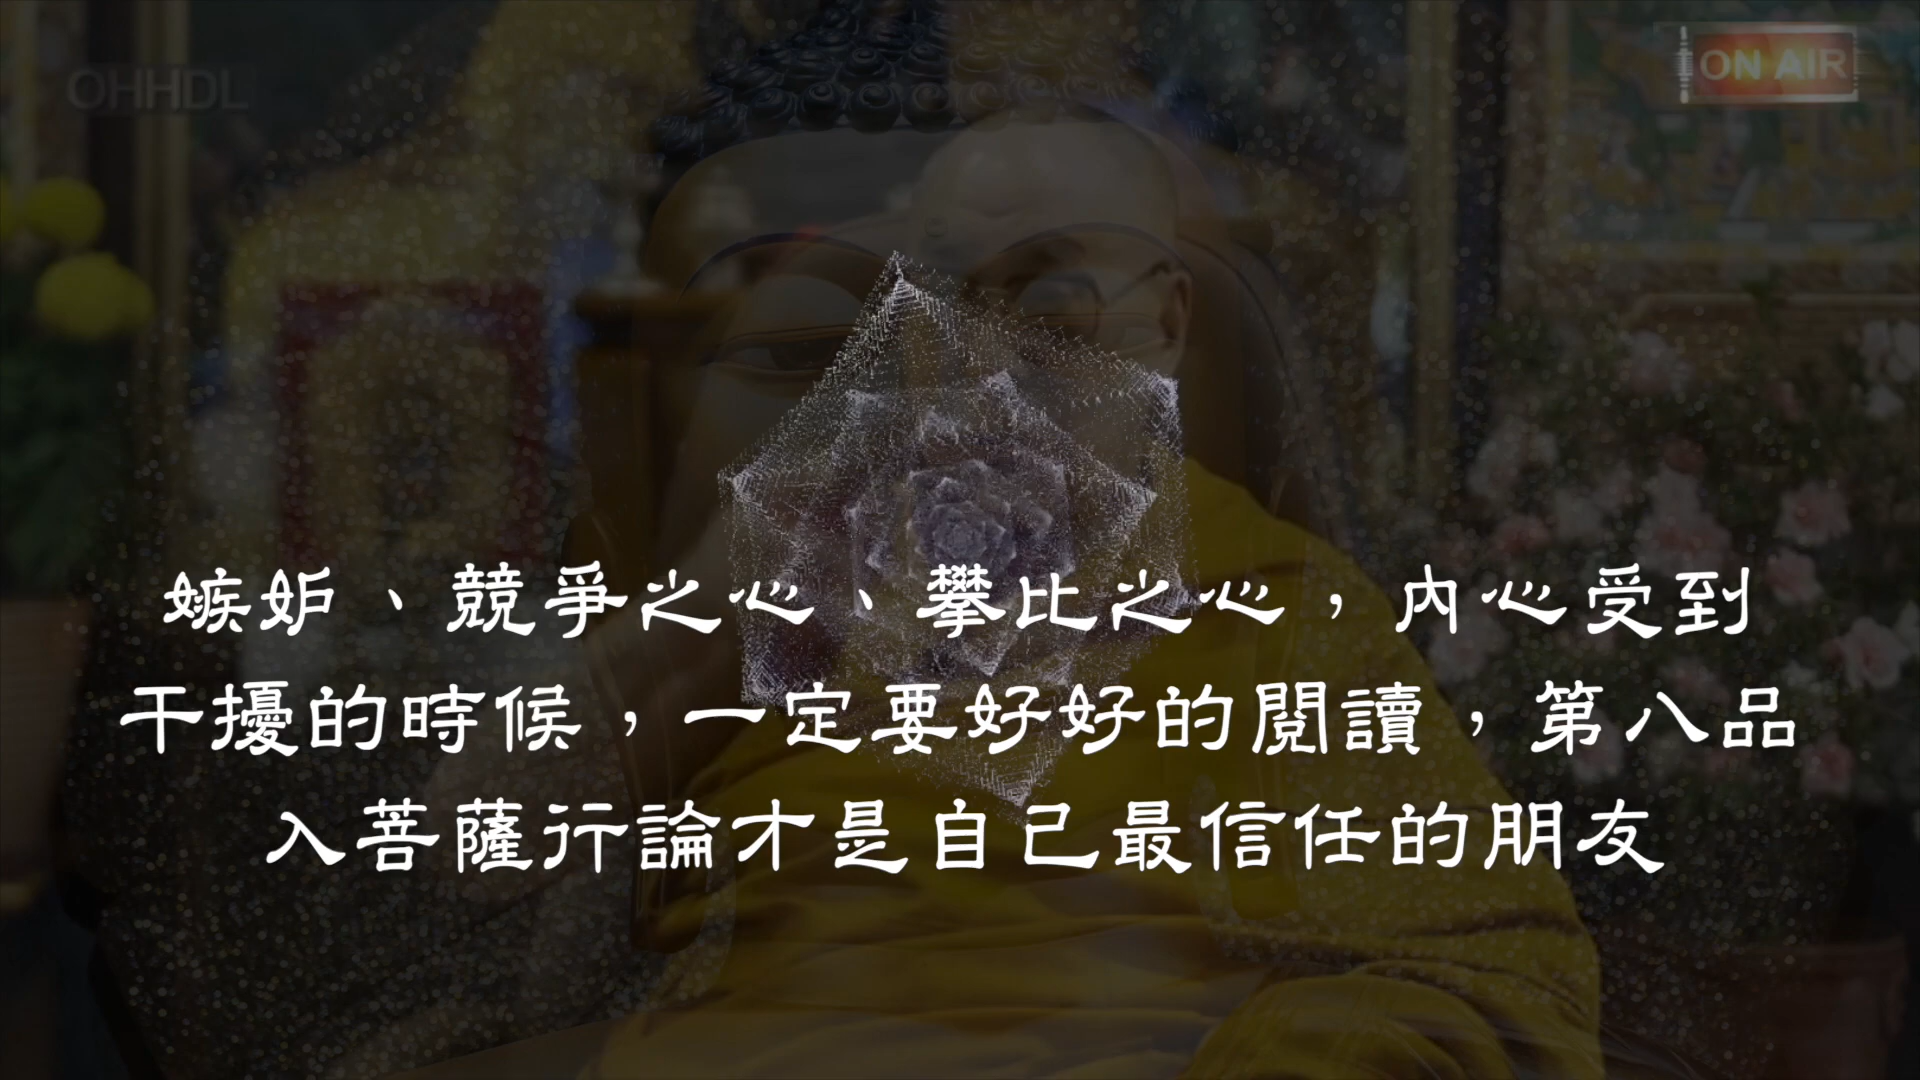 OHHDL
ON AIR
嫉妒、競爭之心、攀比之心，內心受到
干擾的時候，一定要好好的閱讀，第八品
入菩薩行論才是自己最信任的朋友